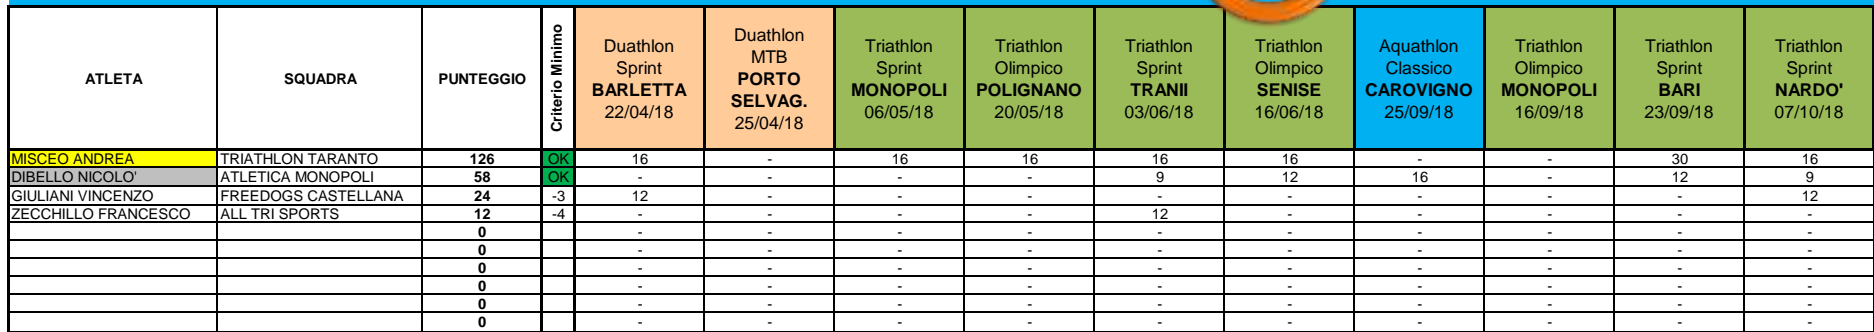 ATLETA SQUADRA PUNTEGGIO Criterio Minimo Duathlon Sprint BARLETTA 22/04/18 Duathlon MTB PORTO SELVAG. 25/04/18 Triathlon Sprint MONOPOLI 06/05/18 Triathlon Olimpico POLIGNANO 20/05/18 Triathlon Sprint TRANII 03/06/18 Triathlon Olimpico SENISE 16/06/18 Aquathlon Classico CAROVIGNO 25/09/18 Triathlon Olimpico MONOPOLI 16/09/18 Triathlon Sprint BARI 23/09/18 Triathlon Sprint NARDO' 07/10/18
MISCEO ANDREA TRIATHLON TARANTO 126 OK 16 - 16 16 16 16 - - 30 16
DIBELLO NICOLO' ATLETICA MONOPOLI 58 OK - - - - 9 12 16 - 12 9
GIULIANI VINCENZO FREEDOGS CASTELLANA 24 -3 12 - - - - - - - - 12
ZECCHILLO FRANCESCO ALL TRI SPORTS 12 -4 - - - - 12 - - - - -
0 - - - - - - - - - -
0 - - - - - - - - - -
0 - - - - - - - - - -
0 - - - - - - - - - -
0 - - - - - - - - - -
0 - - - - - - - - - -